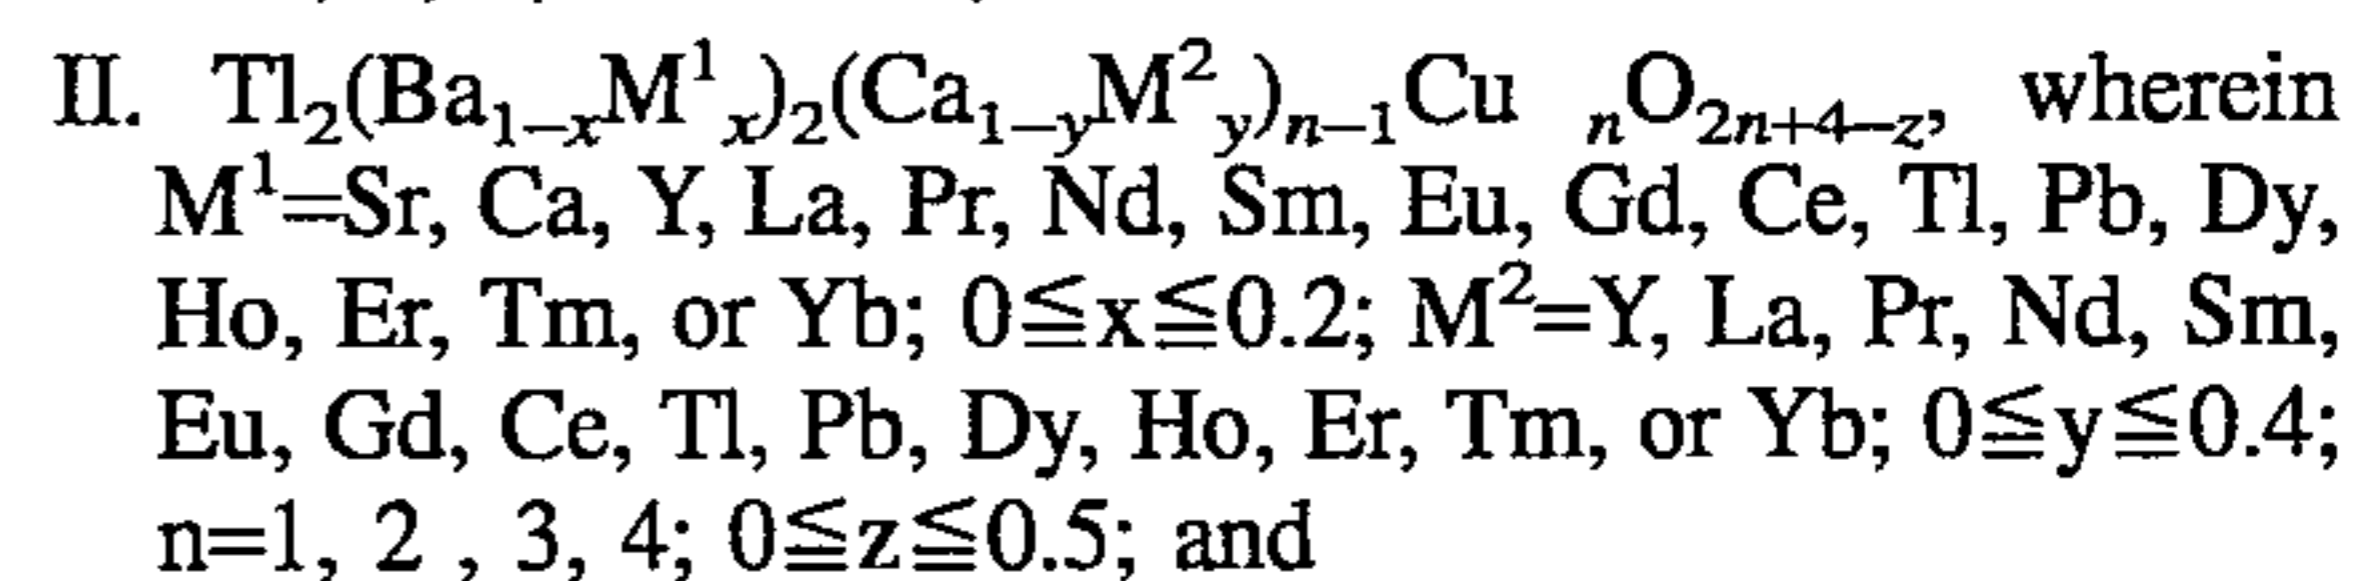 II. Tl₂(Ba₁₋ₓM¹ₓ)₂(Ca₁₋ᵧM²ᵧ)ₙ₋₁Cu ₙO₂ₙ₊₄₋z, wherein
M¹=Sr, Ca, Y, La, Pr, Nd, Sm, Eu, Gd, Ce, Tl, Pb, Dy,
Ho, Er, Tm, or Yb; 0≦x≦0.2; M²=Y, La, Pr, Nd, Sm,
Eu, Gd, Ce, Tl, Pb, Dy, Ho, Er, Tm, or Yb; 0≦y≦0.4;
n=1, 2 , 3, 4; 0≦z≦0.5; and